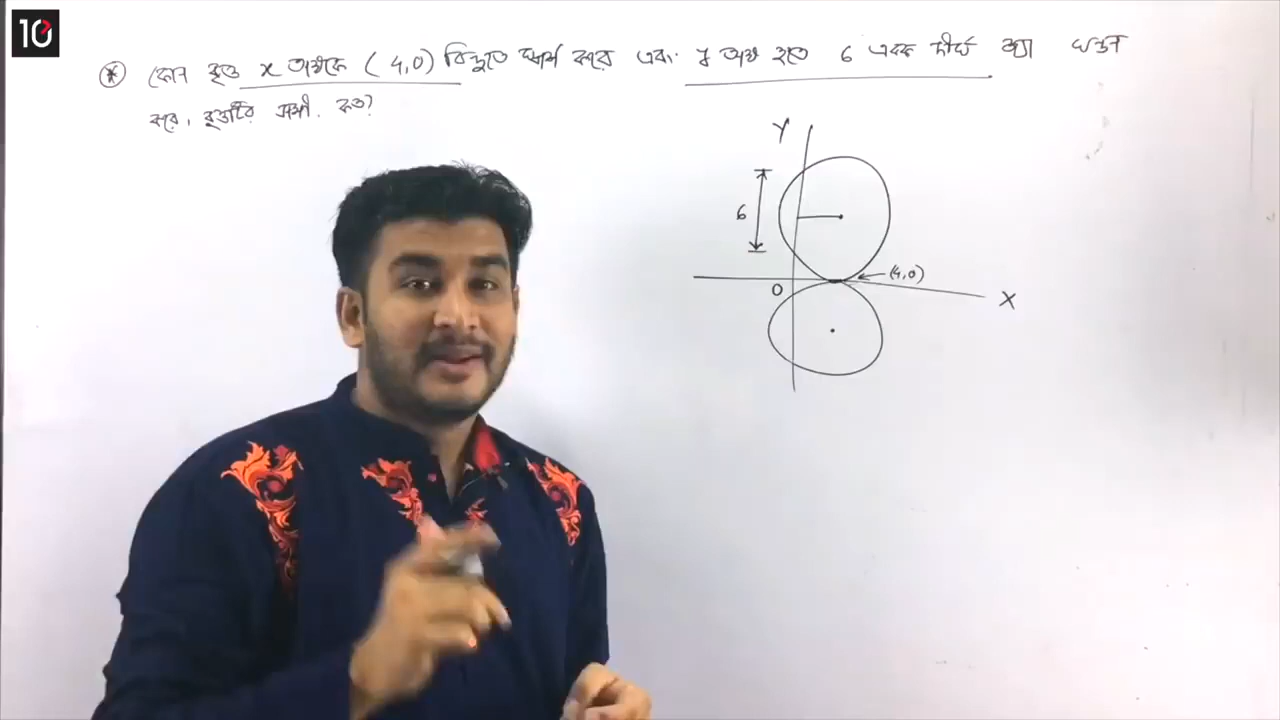 10
* কোন বৃত্ত x অক্ষকে (4,0) বিন্দুতে স্পর্শ করে এবং y অক্ষ হতে 6 একক দীর্ঘ জ্যা খন্ডন
করে, বৃত্তটির সমী. কত?
Y
6
(4,0)
O
X